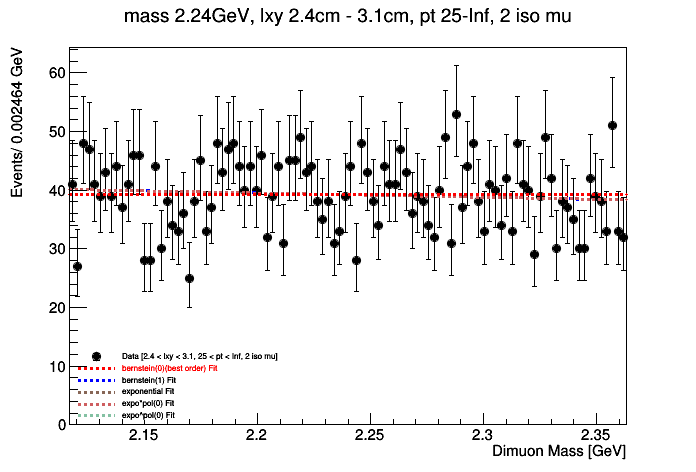 mass 2.24GeV, lxy 2.4cm - 3.1cm, pt 25-Inf, 2 iso mu
Events/ 0.002464 GeV
60
50
40
30
20
10
0
Data [2.4 < lxy < 3.1, 25 < pt < Inf, 2 iso mu]
bernstein(0)(best order) Fit
bernstein(1) Fit
exponential Fit
expo*pol(0) Fit
expo*pol(0) Fit
2.15 2.2 2.25 2.3 2.35
Dimuon Mass [GeV]